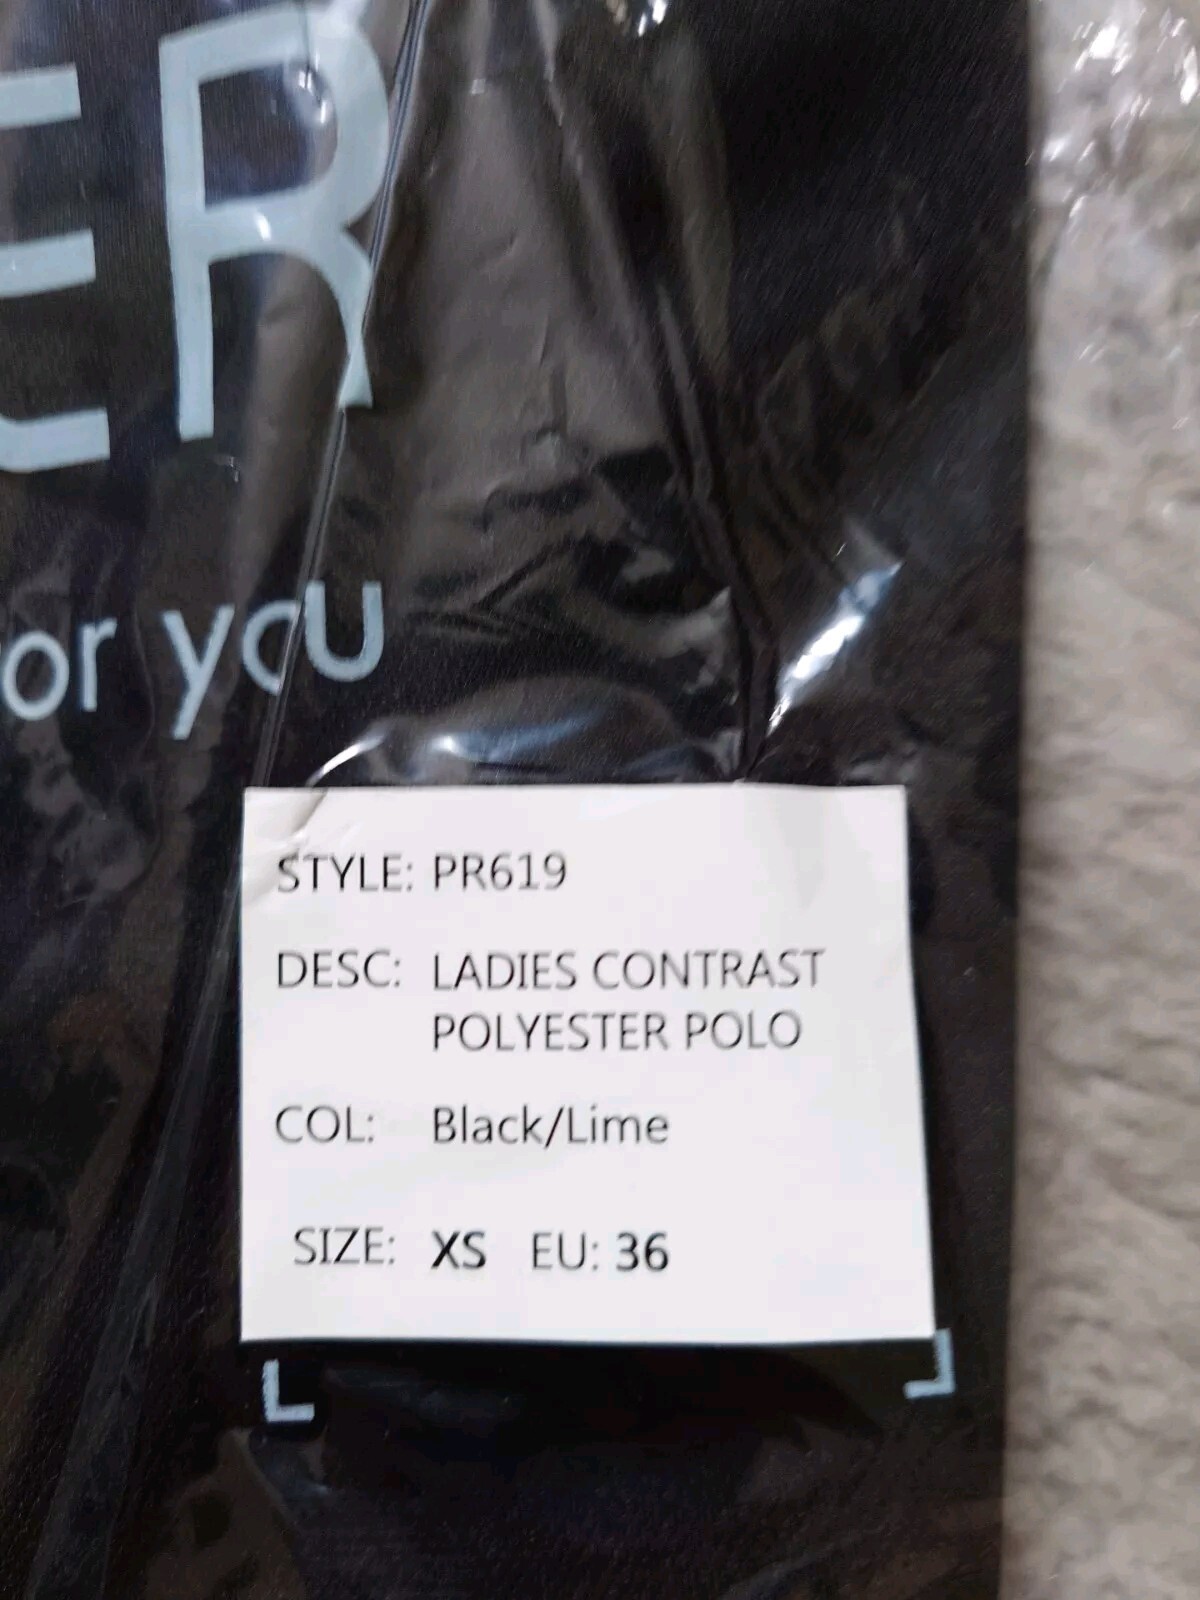 ER
or you
STYLE: PR619
DESC: LADIES CONTRAST
POLYESTER POLO
COL: Black/Lime
SIZE: XS EU: 36